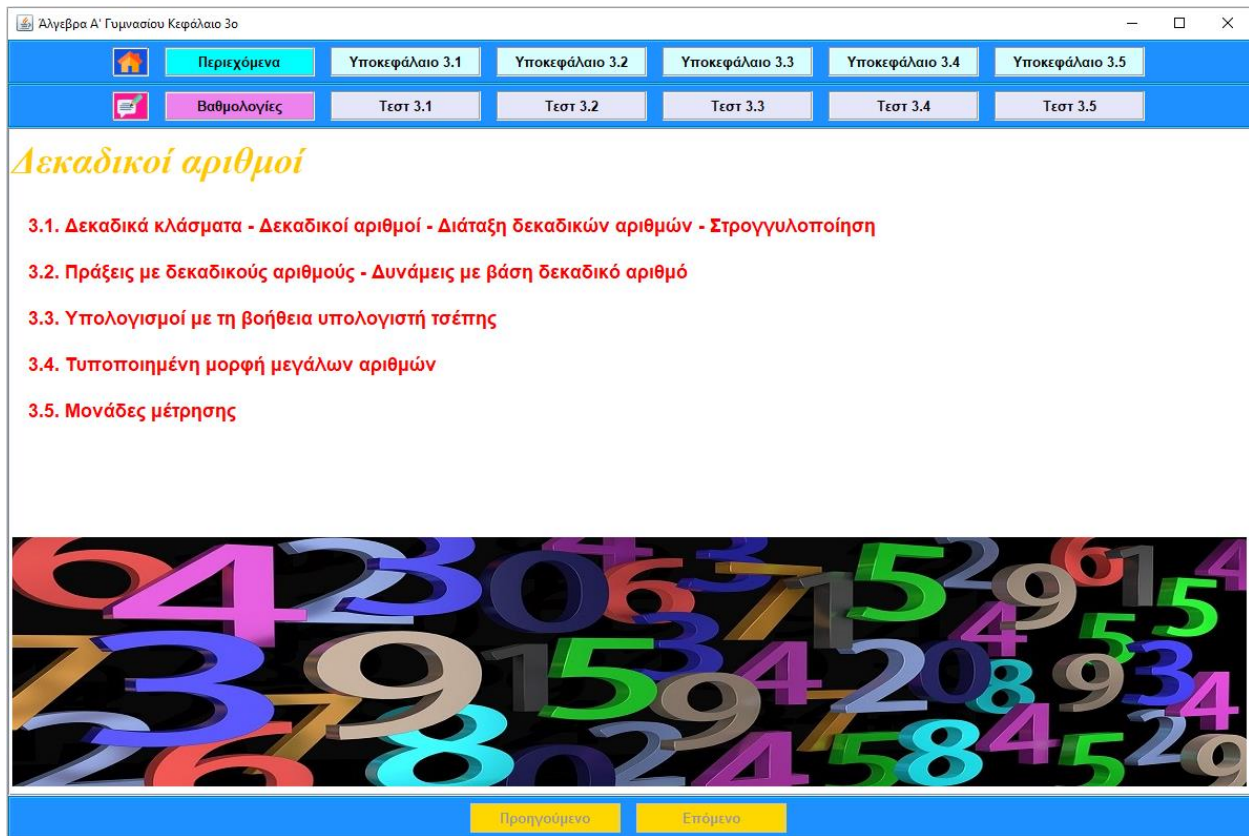 Άλγεβρα Α' Γυμνασίου Κεφάλαιο 3ο
Περιεχόμενα Υποκεφάλαιο 3.1 Υποκεφάλαιο 3.2 Υποκεφάλαιο 3.3 Υποκεφάλαιο 3.4 Υποκεφάλαιο 3.5
Βαθμολογίες Τεστ 3.1 Τεστ 3.2 Τεστ 3.3 Τεστ 3.4 Τεστ 3.5
Δεκαδικοί αριθμοί
3.1. Δεκαδικά κλάσματα - Δεκαδικοί αριθμοί - Διάταξη δεκαδικών αριθμών - Στρογγυλοποίηση
3.2. Πράξεις με δεκαδικούς αριθμούς - Δυνάμεις με βάση δεκαδικό αριθμό
3.3. Υπολογισμοί με τη βοήθεια υπολογιστή τσέπης
3.4. Τυποποιημένη μορφή μεγάλων αριθμών
3.5. Μονάδες μέτρησης
Προηγούμενο Επόμενο